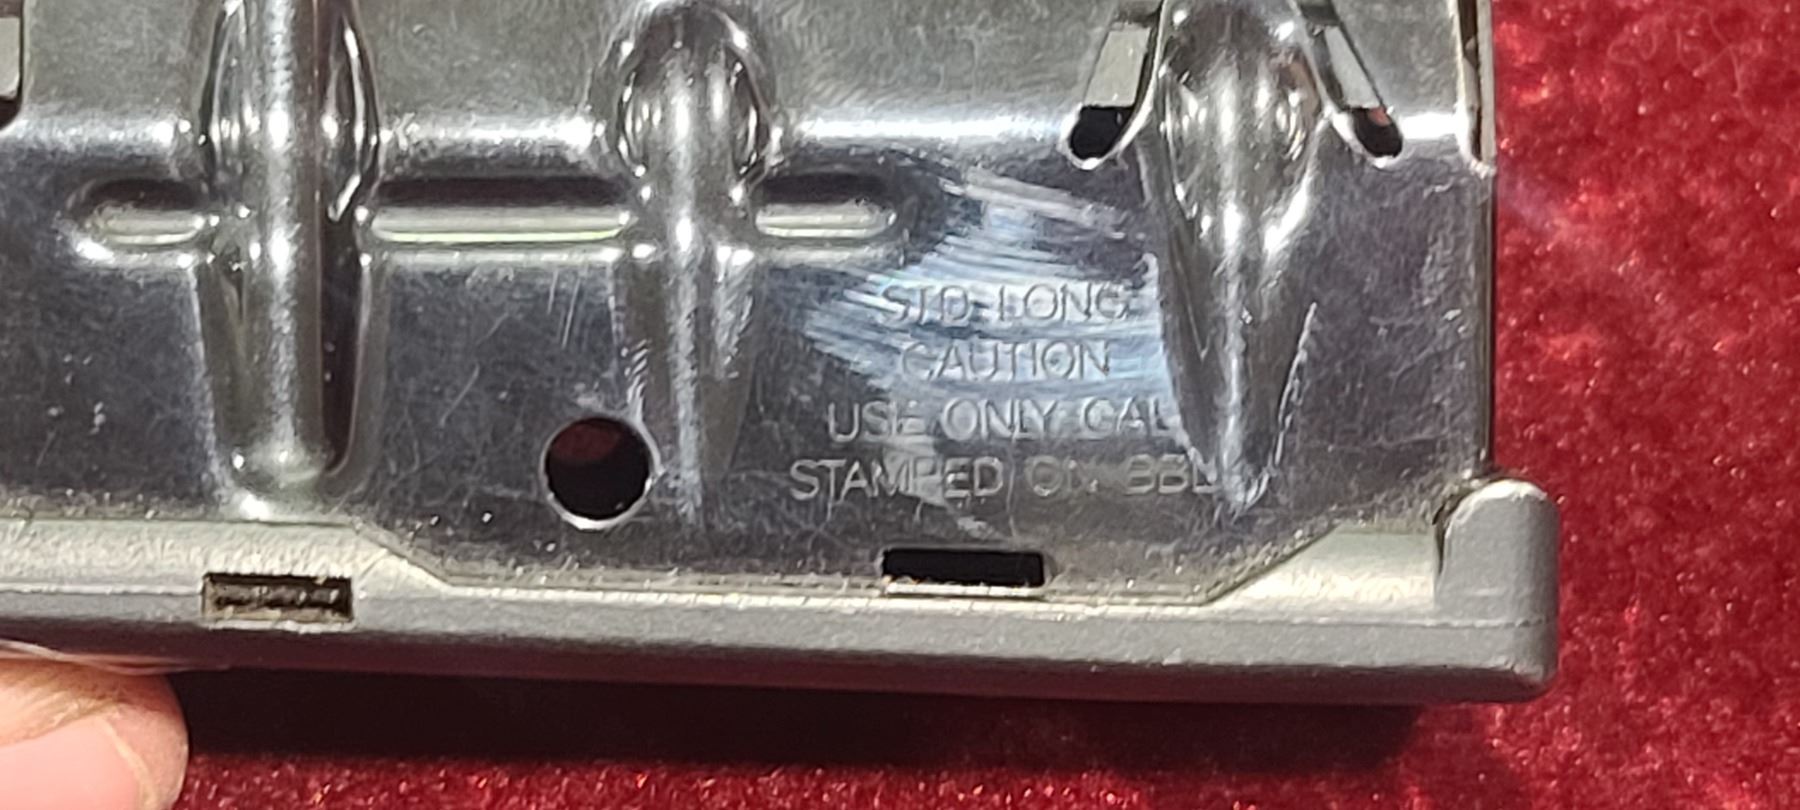 STD LONG
CAUTION
USE ONLY CAL
STAMPED ON BBL